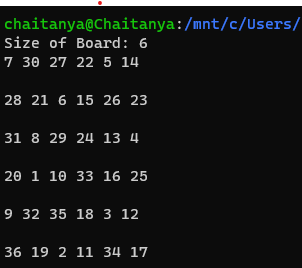 chaitanya@Chaitanya:/mnt/c/Users/
Size of Board: 6
7 30 27 22 5 14
28 21 6 15 26 23
31 8 29 24 13 4
20 1 10 33 16 25
9 32 35 18 3 12
36 19 2 11 34 17